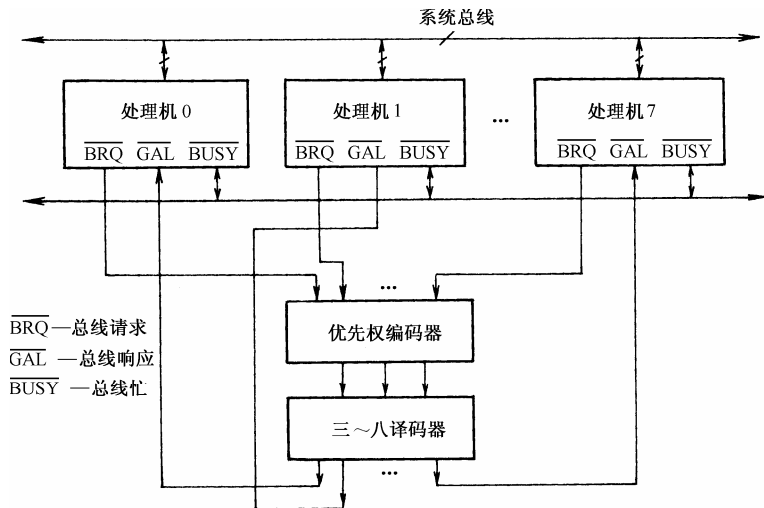 系统总线
处理机 0
处理机 1
处理机 7
...
BRQ GAL BUSY
BRQ GAL BUSY
BRQ GAL BUSY
...
优先权编码器
BRQ—总线请求
GAL—总线响应
BUSY—总线忙
三～八译码器
...